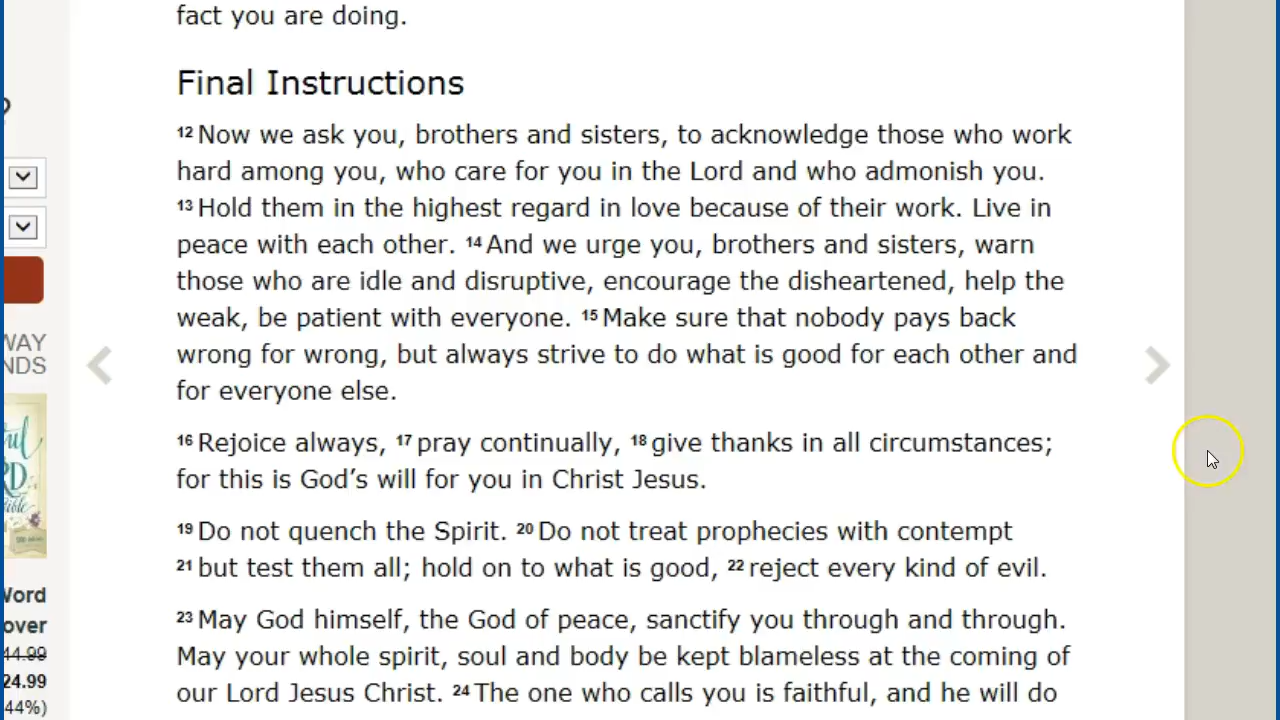 fact you are doing.
Final Instructions
12 Now we ask you, brothers and sisters, to acknowledge those who work
hard among you, who care for you in the Lord and who admonish you.
13 Hold them in the highest regard in love because of their work. Live in
peace with each other. 14 And we urge you, brothers and sisters, warn
those who are idle and disruptive, encourage the disheartened, help the
weak, be patient with everyone. 15 Make sure that nobody pays back
wrong for wrong, but always strive to do what is good for each other and
for everyone else.
16 Rejoice always, 17 pray continually, 18 give thanks in all circumstances;
for this is God’s will for you in Christ Jesus.
19 Do not quench the Spirit. 20 Do not treat prophecies with contempt
21 but test them all; hold on to what is good, 22 reject every kind of evil.
23 May God himself, the God of peace, sanctify you through and through.
May your whole spirit, soul and body be kept blameless at the coming of
our Lord Jesus Christ. 24 The one who calls you is faithful, and he will do
WAY
NDS
Word
over
44.99
24.99
44%)